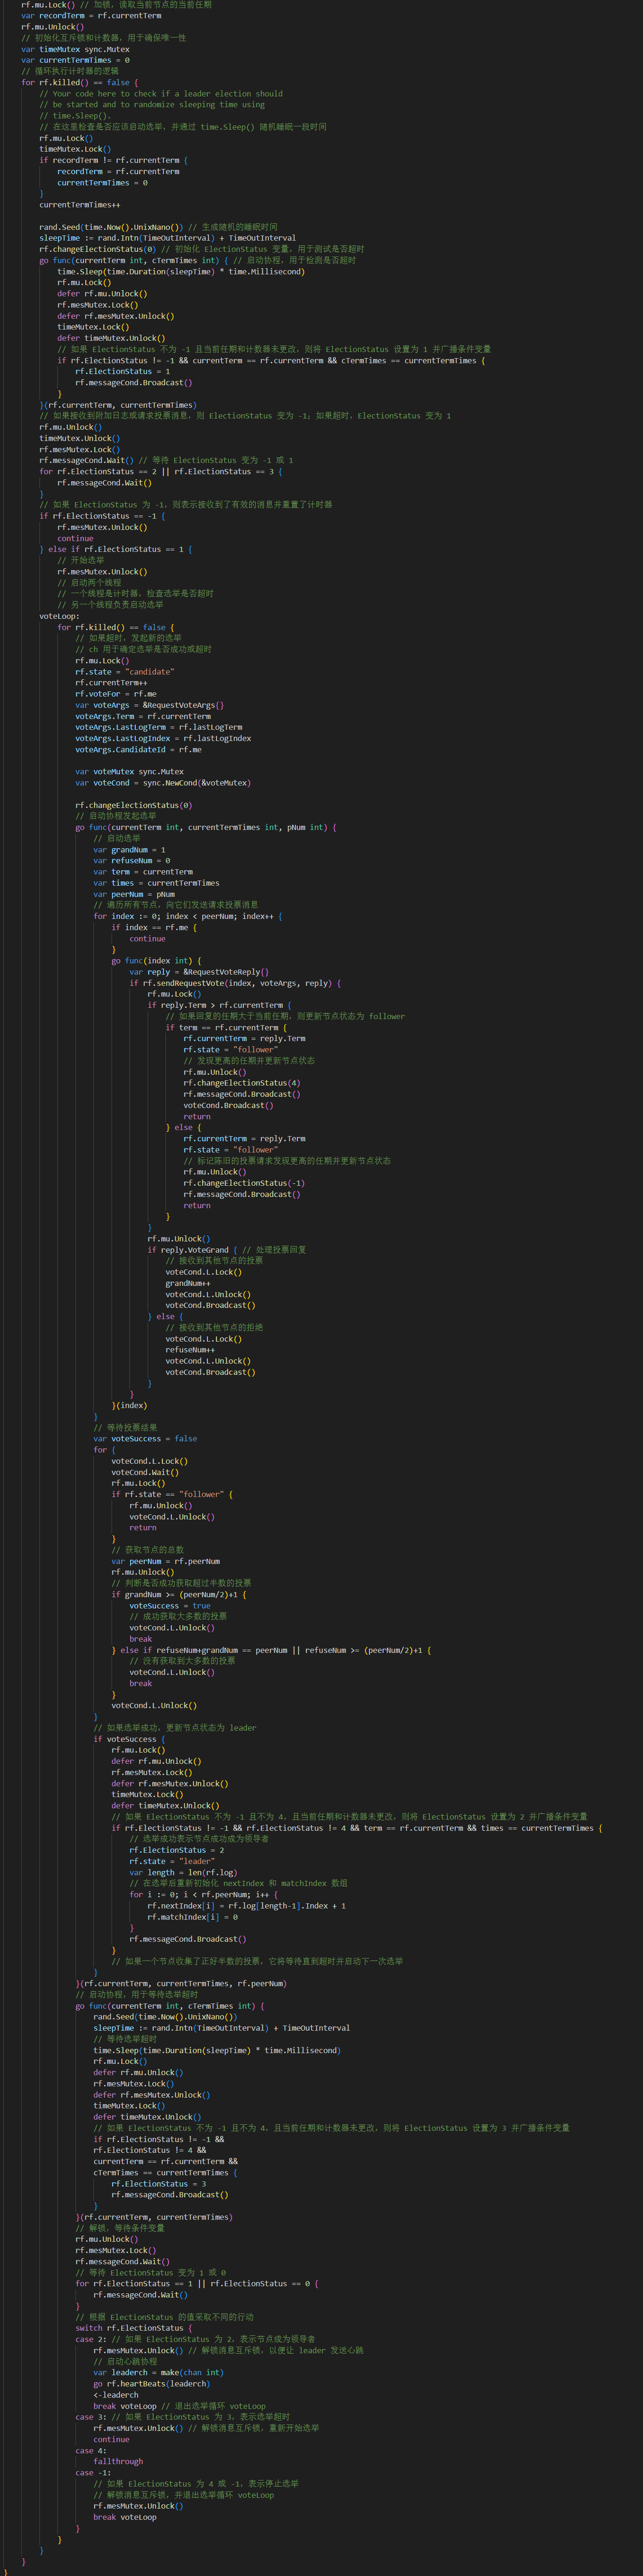 rf.mu.Lock() // 加锁，读取当前节点的当前任期
var recordTerm = rf.currentTerm
rf.mu.Unlock()
// 初始化互斥锁和计数器，用于确保唯一性
var timeMutex sync.Mutex
var currentTermTimes = 0
// 循环执行计时器的逻辑
for rf.killed() == false {
// Your code here to check if a leader election should
// be started and to randomize sleeping time using
// time.Sleep().
// 在这里检查是否应该启动选举，并通过 time.Sleep() 随机睡眠一段时间
rf.mu.Lock()
timeMutex.Lock()
if recordTerm != rf.currentTerm {
recordTerm = rf.currentTerm
currentTermTimes = 0
}
currentTermTimes++
rand.Seed(time.Now().UnixNano()) // 生成随机的睡眠时间
sleepTime := rand.Intn(TimeOutInterval) + TimeOutInterval
rf.changeElectionStatus(0) // 初始化 ElectionStatus 变量，用于测试是否超时
go func(currentTerm int, cTermTimes int) { // 启动协程，用于检测是否超时
time.Sleep(time.Duration(sleepTime) * time.Millisecond)
rf.mu.Lock()
defer rf.mu.Unlock()
rf.mesMutex.Lock()
defer rf.mesMutex.Unlock()
timeMutex.Lock()
defer timeMutex.Unlock()
// 如果 ElectionStatus 不为 -1 且当前任期和计数器未更改，则将 ElectionStatus 设置为 1 并广播条件变量
if rf.ElectionStatus != -1 && currentTerm == rf.currentTerm && cTermTimes == currentTermTimes {
rf.ElectionStatus = 1
rf.messageCond.Broadcast()
}
}(rf.currentTerm, currentTermTimes)
// 如果接收到附加日志或请求投票消息，则 ElectionStatus 变为 -1；如果超时，ElectionStatus 变为 1
rf.mu.Unlock()
timeMutex.Unlock()
rf.mesMutex.Lock()
rf.messageCond.Wait() // 等待 ElectionStatus 变为 -1 或 1
for rf.ElectionStatus == 2 || rf.ElectionStatus == 3 {
rf.messageCond.Wait()
}
// 如果 ElectionStatus 为 -1，则表示接收到了有效的消息并重置了计时器
if rf.ElectionStatus == -1 {
rf.mesMutex.Unlock()
continue
} else if rf.ElectionStatus == 1 {
// 开始选举
rf.mesMutex.Unlock()
// 启动两个线程
// 一个线程是计时器，检查选举是否超时
// 另一个线程负责启动选举
voteLoop:
for rf.killed() == false {
// 如果超时，发起新的选举
// ch 用于确定选举是否成功或超时
rf.mu.Lock()
rf.state = "candidate"
rf.currentTerm++
rf.voteFor = rf.me
var voteArgs = &RequestVoteArgs{}
voteArgs.Term = rf.currentTerm
voteArgs.LastLogTerm = rf.lastLogTerm
voteArgs.LastLogIndex = rf.lastLogIndex
voteArgs.CandidateId = rf.me
var voteMutex sync.Mutex
var voteCond = sync.NewCond(&voteMutex)
rf.changeElectionStatus(0)
// 启动协程发起选举
go func(currentTerm int, currentTermTimes int, pNum int) {
// 启动选举
var grandNum = 1
var refuseNum = 0
var term = currentTerm
var times = currentTermTimes
var peerNum = pNum
// 遍历所有节点，向它们发送请求投票消息
for index := 0; index < peerNum; index++ {
if index == rf.me {
continue
}
go func(index int) {
var reply = &RequestVoteReply{}
if rf.sendRequestVote(index, voteArgs, reply) {
rf.mu.Lock()
if reply.Term > rf.currentTerm {
// 如果回复的任期大于当前任期，则更新节点状态为 follower
if term == rf.currentTerm {
rf.currentTerm = reply.Term
rf.state = "follower"
// 发现更高的任期并更新节点状态
rf.mu.Unlock()
rf.changeElectionStatus(4)
rf.messageCond.Broadcast()
voteCond.Broadcast()
return
} else {
rf.currentTerm = reply.Term
rf.state = "follower"
// 标记陈旧的投票请求发现更高的任期并更新节点状态
rf.mu.Unlock()
rf.changeElectionStatus(-1)
rf.messageCond.Broadcast()
return
}
}
rf.mu.Unlock()
if reply.VoteGrand { // 处理投票回复
// 接收到其他节点的投票
voteCond.L.Lock()
grandNum++
voteCond.L.Unlock()
voteCond.Broadcast()
} else {
// 接收到其他节点的拒绝
voteCond.L.Lock()
refuseNum++
voteCond.L.Unlock()
voteCond.Broadcast()
}
}
}(index)
}
// 等待投票结果
var voteSuccess = false
for {
voteCond.L.Lock()
voteCond.Wait()
rf.mu.Lock()
if rf.state == "follower" {
rf.mu.Unlock()
voteCond.L.Unlock()
return
}
// 获取节点的总数
var peerNum = rf.peerNum
rf.mu.Unlock()
// 判断是否成功获取超过半数的投票
if grandNum >= (peerNum/2)+1 {
voteSuccess = true
// 成功获取大多数的投票
voteCond.L.Unlock()
break
} else if refuseNum+grandNum == peerNum || refuseNum >= (peerNum/2)+1 {
// 没有获取到大多数的投票
voteCond.L.Unlock()
break
}
voteCond.L.Unlock()
}
// 如果选举成功，更新节点状态为 leader
if voteSuccess {
rf.mu.Lock()
defer rf.mu.Unlock()
rf.mesMutex.Lock()
defer rf.mesMutex.Unlock()
timeMutex.Lock()
defer timeMutex.Unlock()
// 如果 ElectionStatus 不为 -1 且不为 4，且当前任期和计数器未更改，则将 ElectionStatus 设置为 2 并广播条件变量
if rf.ElectionStatus != -1 && rf.ElectionStatus != 4 && term == rf.currentTerm && times == currentTermTimes {
// 选举成功表示节点成功成为领导者
rf.ElectionStatus = 2
rf.state = "leader"
var length = len(rf.log)
// 在选举后重新初始化 nextIndex 和 matchIndex 数组
for i := 0; i < rf.peerNum; i++ {
rf.nextIndex[i] = rf.log[length-1].Index + 1
rf.matchIndex[i] = 0
}
rf.messageCond.Broadcast()
}
// 如果一个节点收集了正好半数的投票，它将等待直到超时并启动下一次选举
}
}(rf.currentTerm, currentTermTimes, rf.peerNum)
// 启动协程，用于等待选举超时
go func(currentTerm int, cTermTimes int) {
rand.Seed(time.Now().UnixNano())
sleepTime := rand.Intn(TimeOutInterval) + TimeOutInterval
// 等待选举超时
time.Sleep(time.Duration(sleepTime) * time.Millisecond)
rf.mu.Lock()
defer rf.mu.Unlock()
rf.mesMutex.Lock()
defer rf.mesMutex.Unlock()
timeMutex.Lock()
defer timeMutex.Unlock()
// 如果 ElectionStatus 不为 -1 且不为 4，且当前任期和计数器未更改，则将 ElectionStatus 设置为 3 并广播条件变量
if rf.ElectionStatus != -1 &&
rf.ElectionStatus != 4 &&
currentTerm == rf.currentTerm &&
cTermTimes == currentTermTimes {
rf.ElectionStatus = 3
rf.messageCond.Broadcast()
}
}(rf.currentTerm, currentTermTimes)
// 解锁，等待条件变量
rf.mu.Unlock()
rf.mesMutex.Lock()
rf.messageCond.Wait()
// 等待 ElectionStatus 变为 1 或 0
for rf.ElectionStatus == 1 || rf.ElectionStatus == 0 {
rf.messageCond.Wait()
}
// 根据 ElectionStatus 的值采取不同的行动
switch rf.ElectionStatus {
case 2: // 如果 ElectionStatus 为 2，表示节点成为领导者
rf.mesMutex.Unlock() // 解锁消息互斥锁，以便让 leader 发送心跳
// 启动心跳协程
var leaderch = make(chan int)
go rf.heartBeats(leaderch)
<-leaderch
break voteLoop // 退出选举循环 voteLoop
case 3: // 如果 ElectionStatus 为 3，表示选举超时
rf.mesMutex.Unlock() // 解锁消息互斥锁，重新开始选举
continue
case 4:
fallthrough
case -1:
// 如果 ElectionStatus 为 4 或 -1，表示停止选举
// 解锁消息互斥锁，并退出选举循环 voteLoop
rf.mesMutex.Unlock()
break voteLoop
}
}
}
}
}